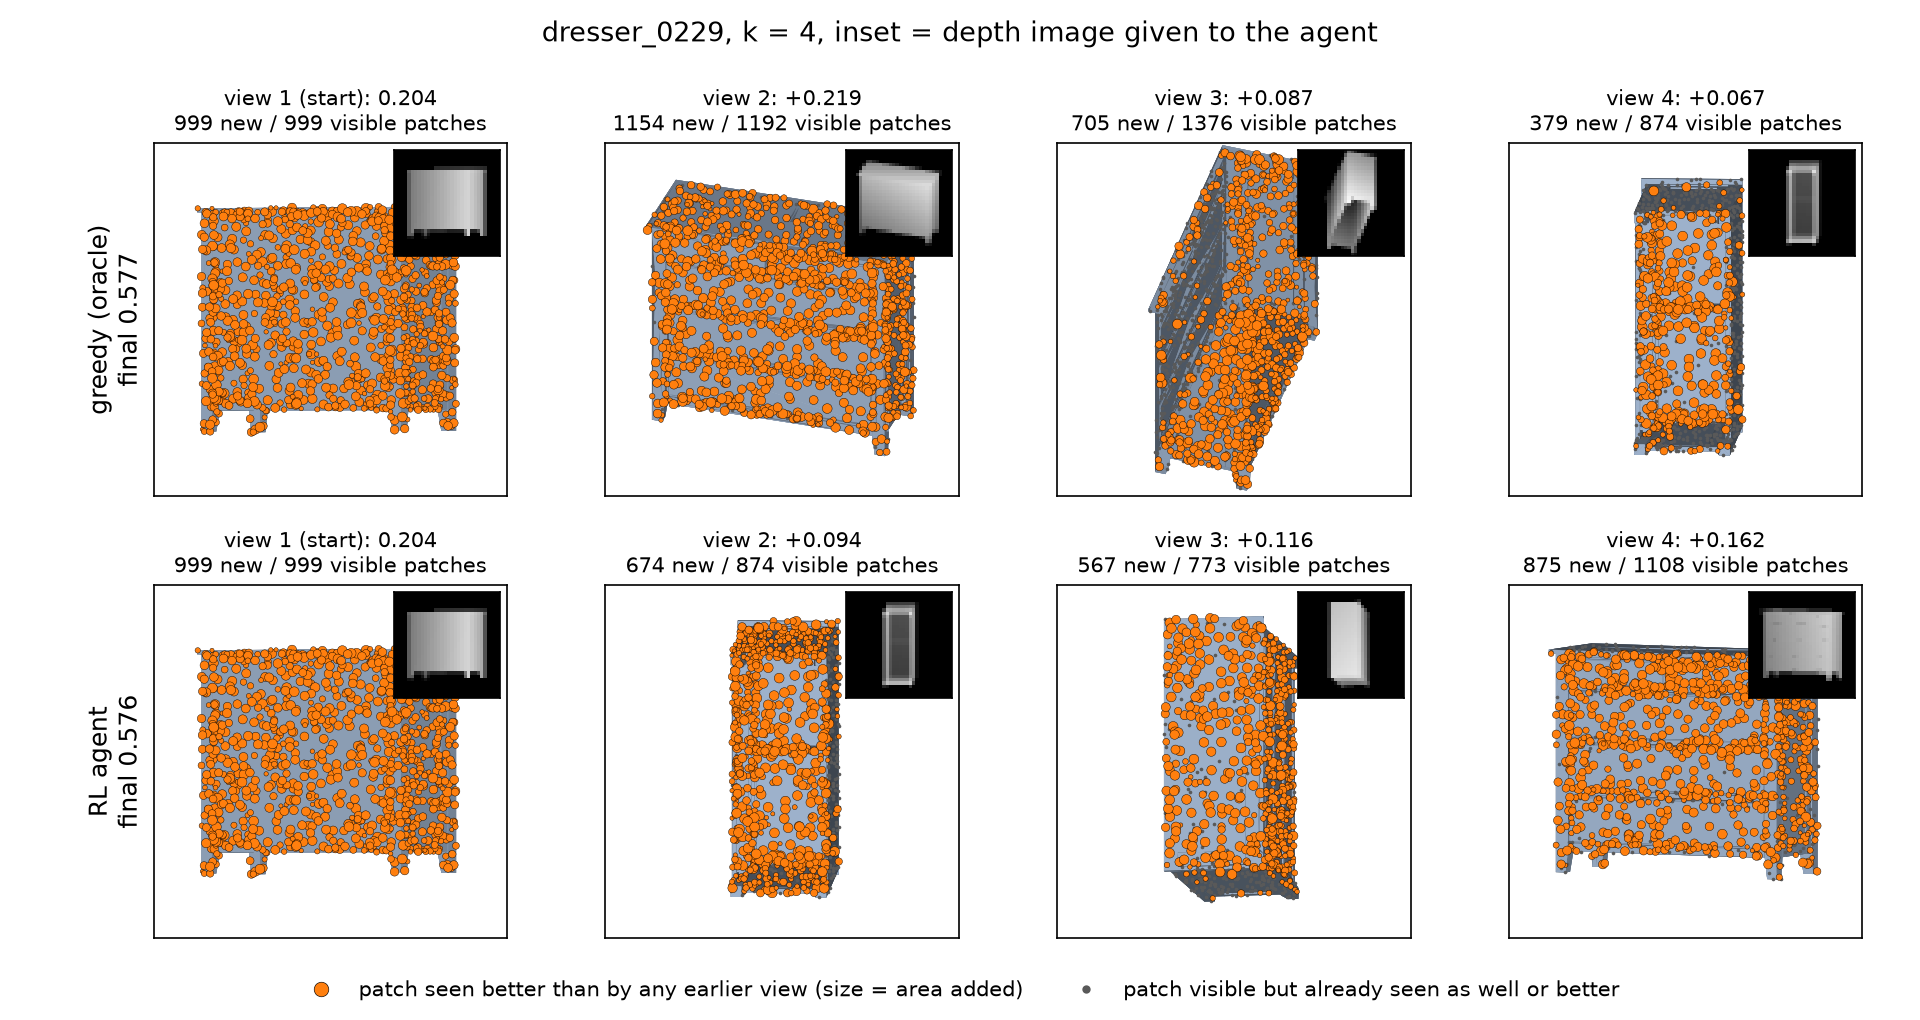 dresser_0229, k = 4, inset = depth image given to the agent
view 1 (start): 0.204
999 new / 999 visible patches
view 2: +0.219
1154 new / 1192 visible patches
view 3: +0.087
705 new / 1376 visible patches
view 4: +0.067
379 new / 874 visible patches
greedy (oracle)
final 0.577
view 1 (start): 0.204
999 new / 999 visible patches
view 2: +0.094
674 new / 874 visible patches
view 3: +0.116
567 new / 773 visible patches
view 4: +0.162
875 new / 1108 visible patches
RL agent
final 0.576
patch seen better than by any earlier view (size = area added)
patch visible but already seen as well or better